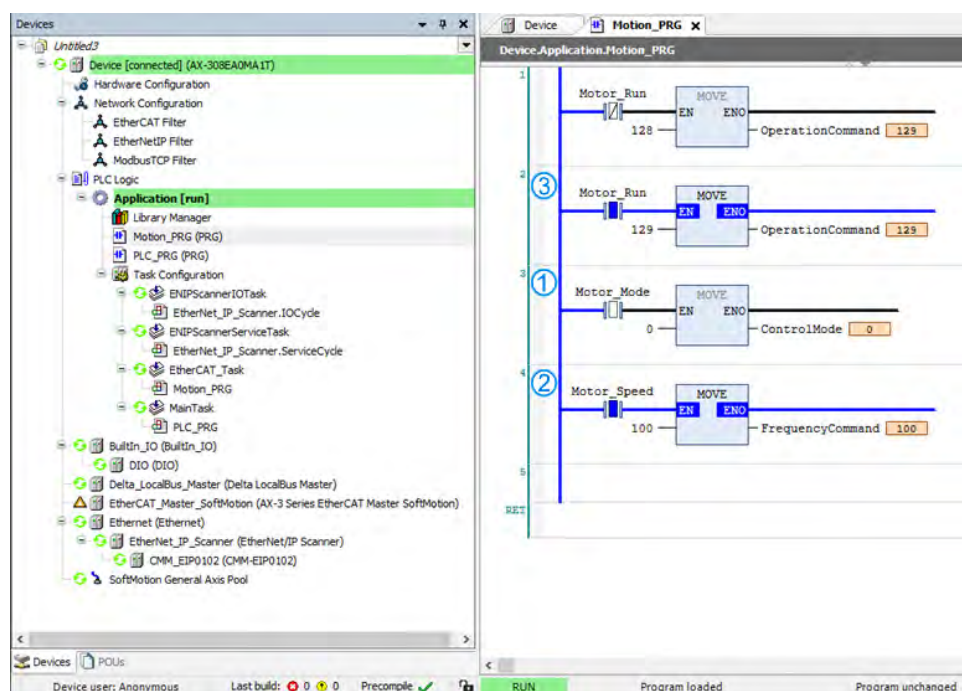 Devices
Untitled3
Device [connected] (AX-308EA0MA1T)
Hardware Configuration
Network Configuration
EtherCAT Filter
EtherNetIP Filter
ModbusTCP Filter
PLC Logic
Application [run]
Library Manager
Motion_PRG (PRG)
PLC_PRG (PRG)
Task Configuration
ENIPScannerIOTask
EtherNet_IP_Scanner.IOCycle
ENIPScannerServiceTask
EtherNet_IP_Scanner.ServiceCycle
EtherCAT_Task
Motion_PRG
MainTask
PLC_PRG
BuiltIn_IO (BuiltIn_IO)
DIO (DIO)
Delta_LocalBus_Master (Delta LocalBus Master)
EtherCAT_Master_SoftMotion (AX-3 Series EtherCAT Master SoftMotion)
Ethernet (Ethernet)
EtherNet_IP_Scanner (EtherNet/IP Scanner)
CMM_EIP0102 (CMM-EIP0102)
SoftMotion General Axis Pool
Devices POUs
Device Motion_PRG X
Device.Application.Motion_PRG
1
Motor_Run MOVE
EN ENO
128 OperationCommand 129
2
③
Motor_Run MOVE
EN ENO
129 OperationCommand 129
3
①
Motor_Mode MOVE
EN ENO
0 ControlMode 0
4
②
Motor_Speed MOVE
EN ENO
100 FrequencyCommand 100
5
RET
Device user: Anonymous Last build: 0 0 Precompile RUN Program loaded Program unchanged